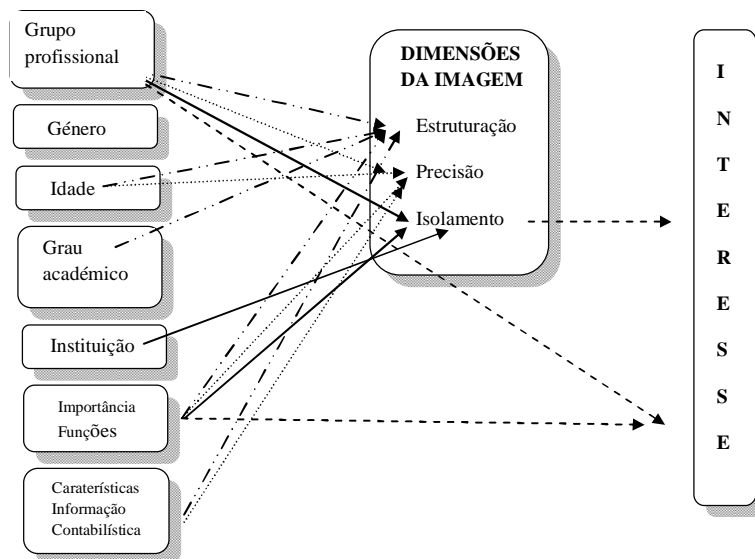 Grupo
profissional
Género
Idade
Grau
académico
Instituição
Importância
Funções
Caraterísticas
Informação
Contabilística
DIMENSÕES
DA IMAGEM
Estruturação
Precisão
Isolamento
I
N
T
E
R
E
S
S
E